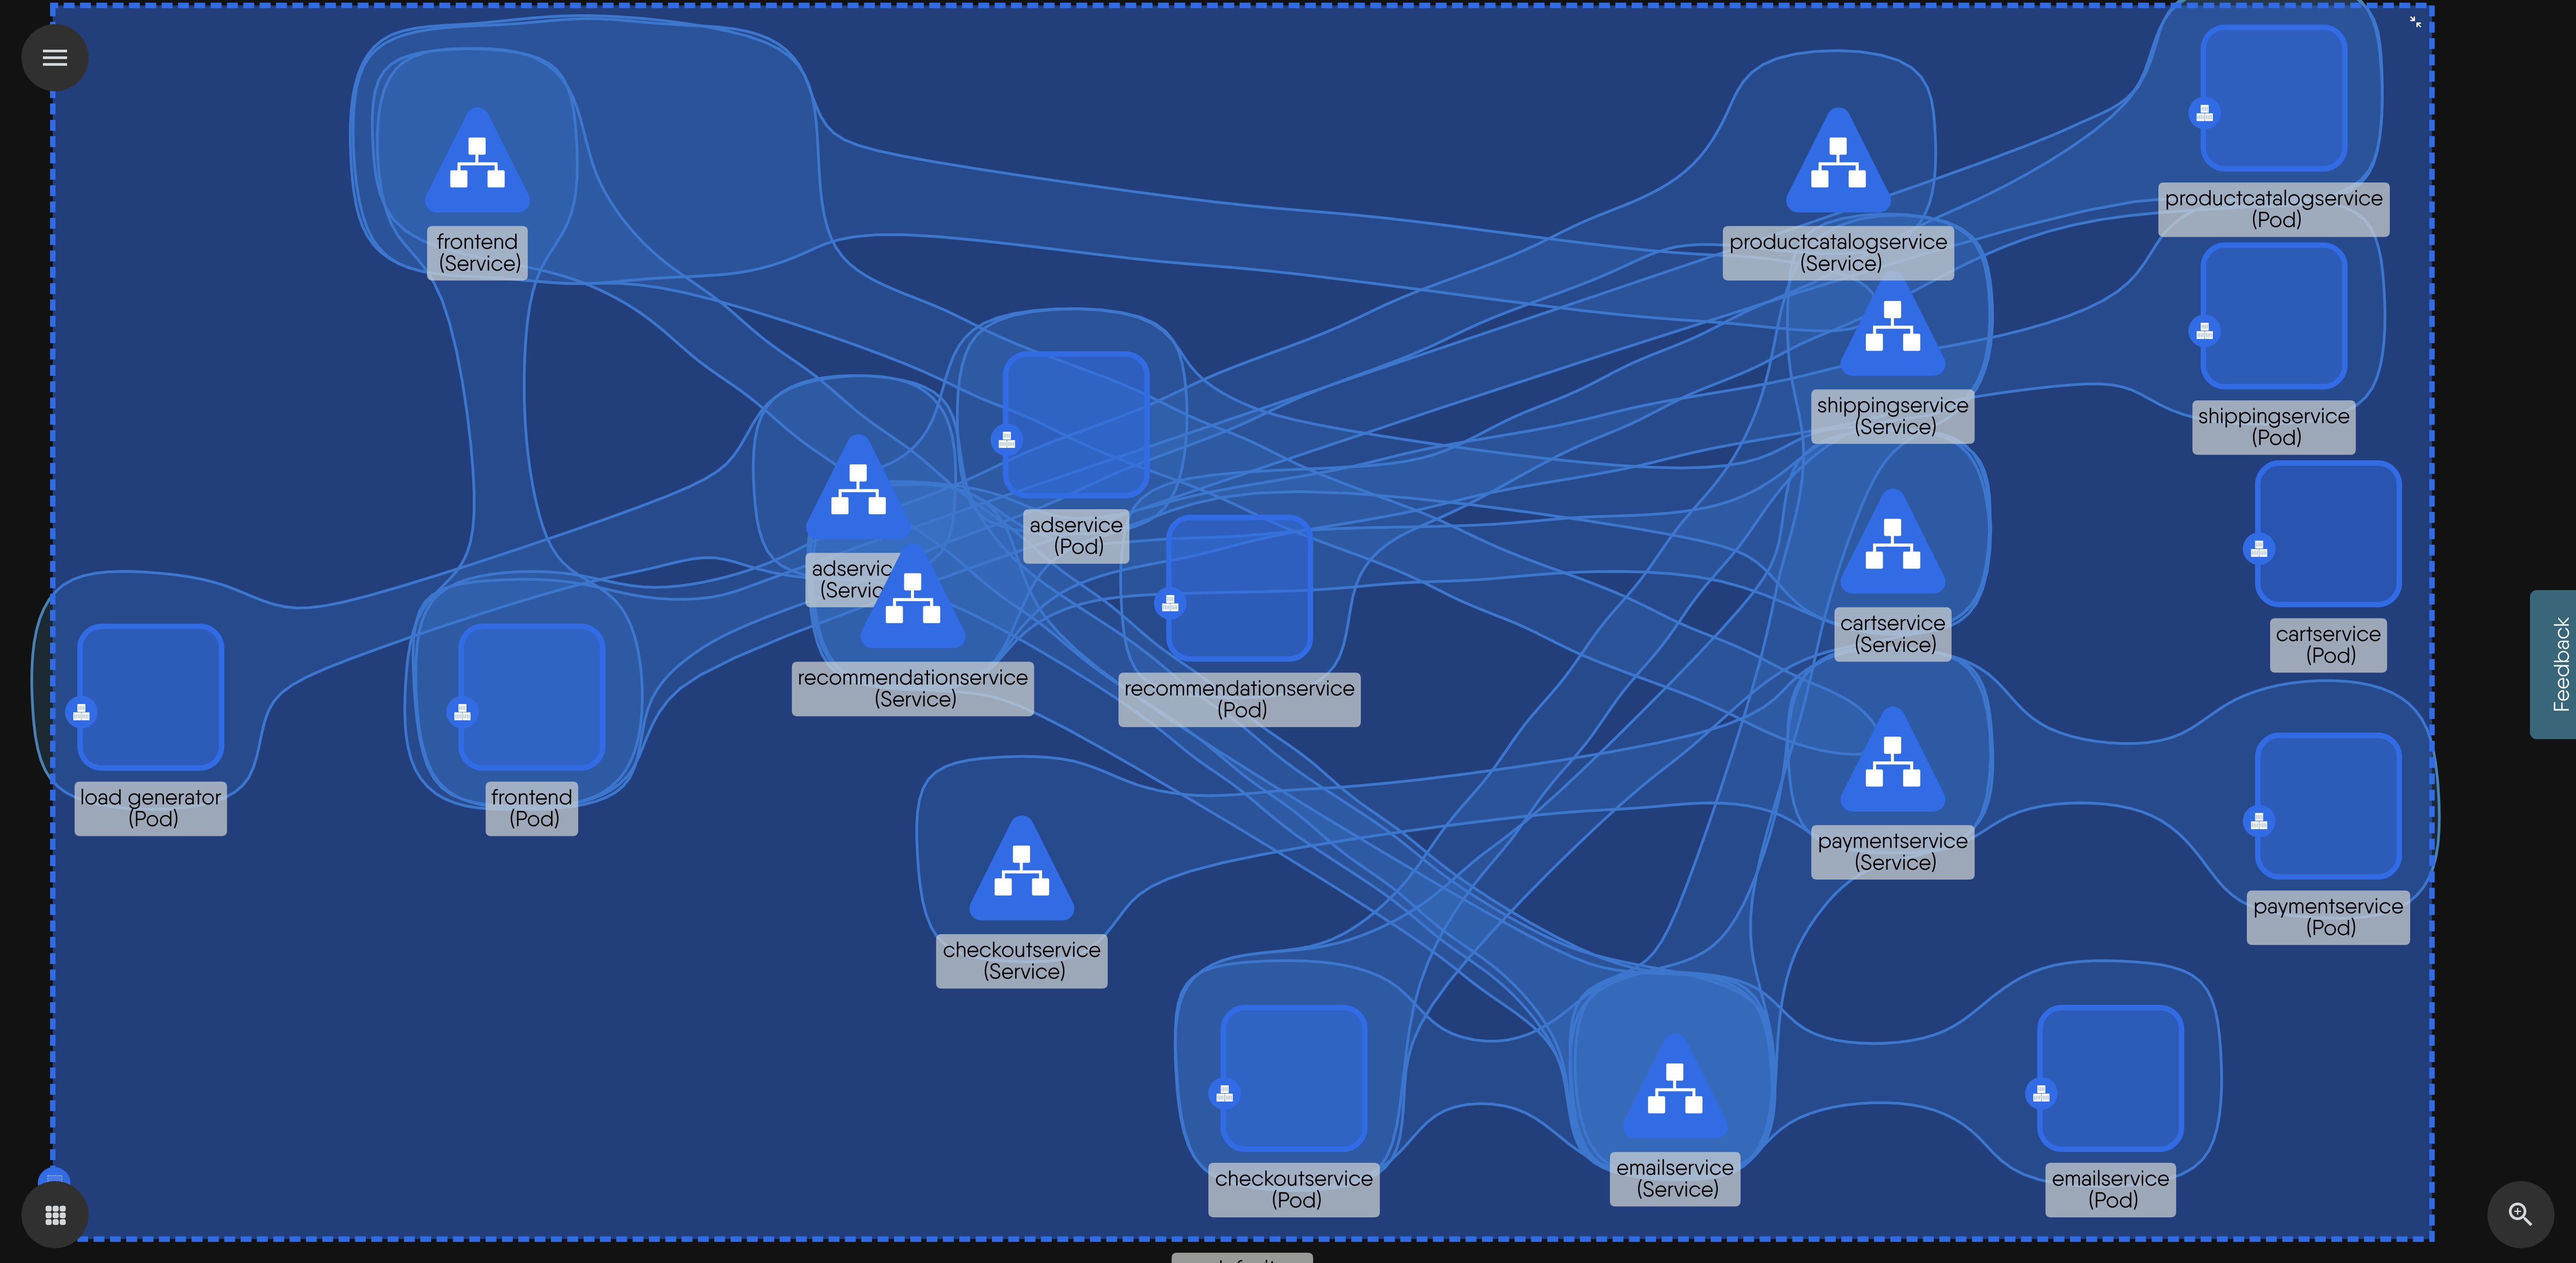 productcatalogservice
(Pod)
frontend
(Service)
productcatalogservice
(Service)
shippingservice
(Service)
shippingservice
(Pod)
adservice
(Pod)
adservic
(Servic
cartservice
(Service)
cartservice
(Pod)
recommendationservice
(Service)
recommendationservice
(Pod)
Feedback
load generator
(Pod)
frontend
(Pod)
paymentservice
(Service)
paymentservice
(Pod)
checkoutservice
(Service)
checkoutservice
(Pod)
emailservice
(Service)
emailservice
(Pod)